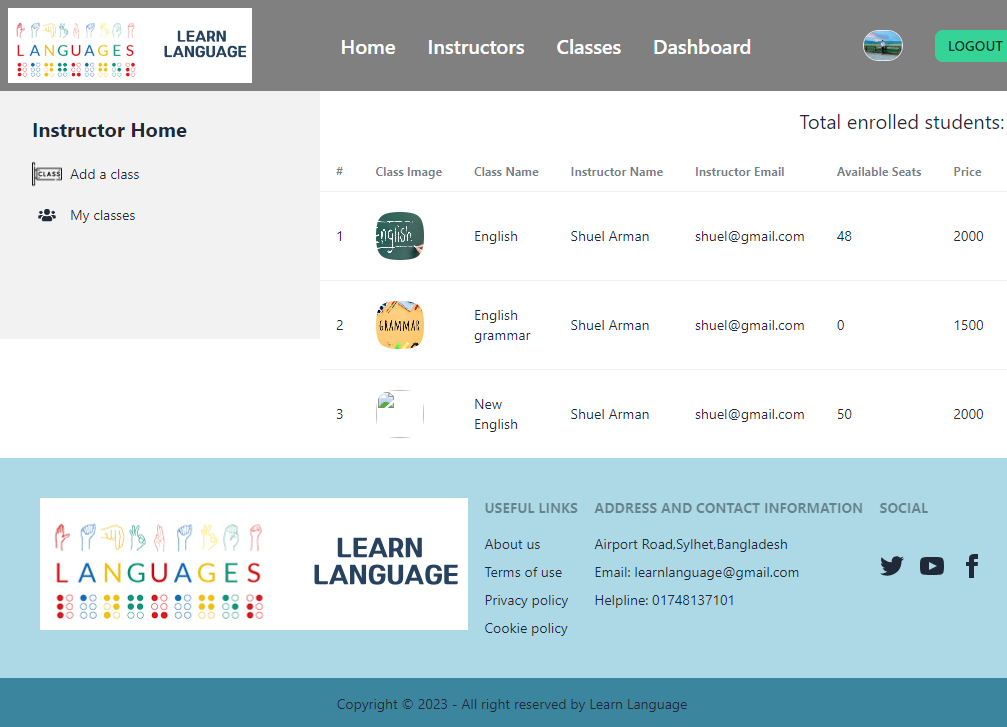 LANGUAGES
LEARN
LANGUAGE
Home Instructors Classes Dashboard
LOGOUT
Instructor Home
CLASS Add a class
My classes
Total enrolled students:
# Class Image Class Name Instructor Name Instructor Email Available Seats Price
1 English English Shuel Arman shuel@gmail.com 48 2000
2 GRAMMAR English grammar Shuel Arman shuel@gmail.com 0 1500
3 New English Shuel Arman shuel@gmail.com 50 2000
LANGUAGES
LEARN
LANGUAGE
USEFUL LINKS
About us
Terms of use
Privacy policy
Cookie policy
ADDRESS AND CONTACT INFORMATION
Airport Road,Sylhet,Bangladesh
Email: learnlanguage@gmail.com
Helpline: 01748137101
SOCIAL
Copyright © 2023 - All right reserved by Learn Language